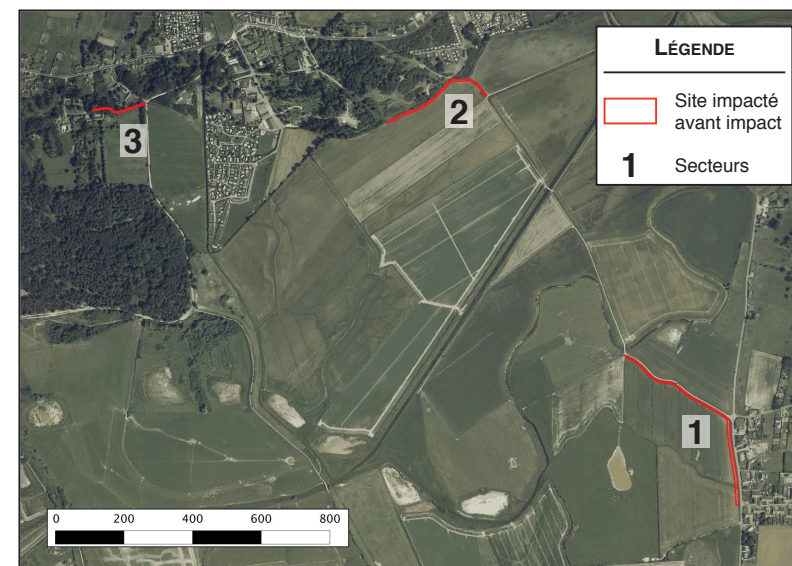 LÉGENDE
Site impacté
avant impact
1 Secteurs
2
3
1
0 200 400 600 800